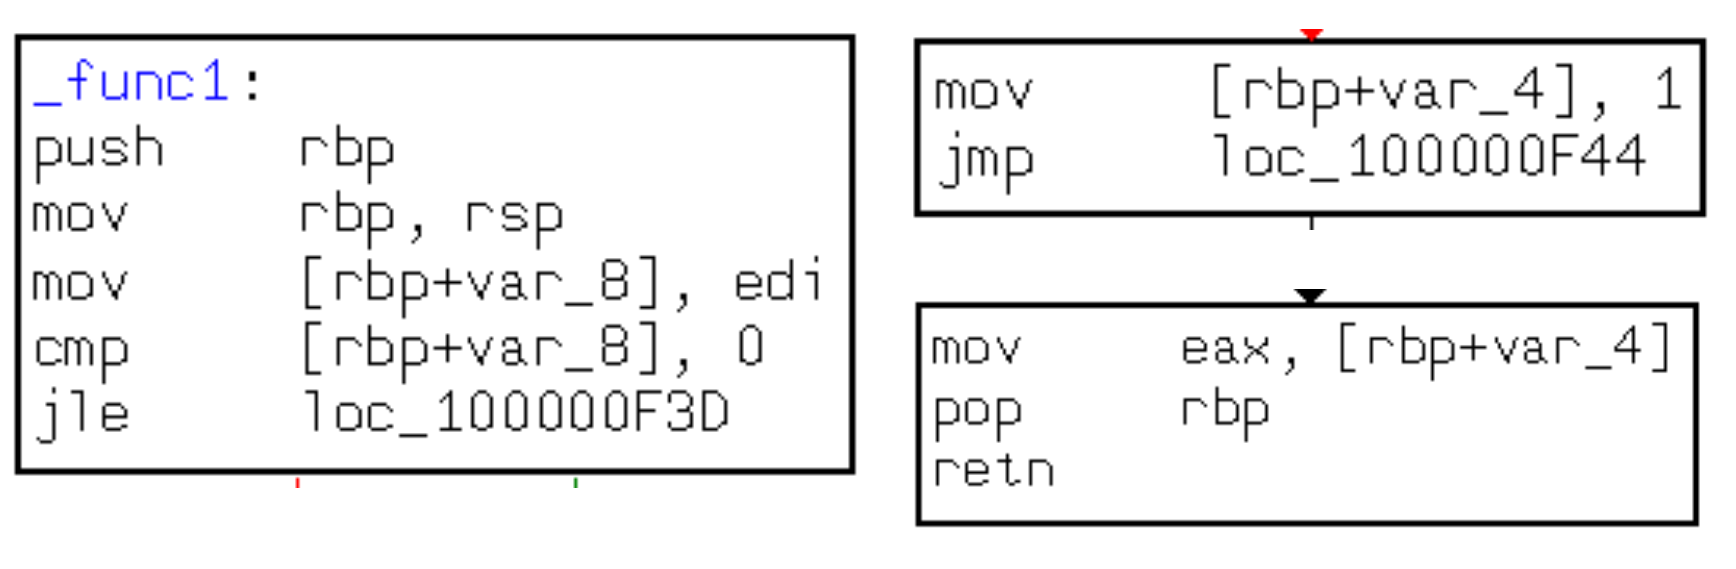 _func1:
push rbp
mov rbp, rsp
mov [rbp+var_8], edi
cmp [rbp+var_8], 0
jle loc_100000F3D
mov [rbp+var_4], 1
jmp loc_100000F44
mov eax, [rbp+var_4]
pop rbp
retn